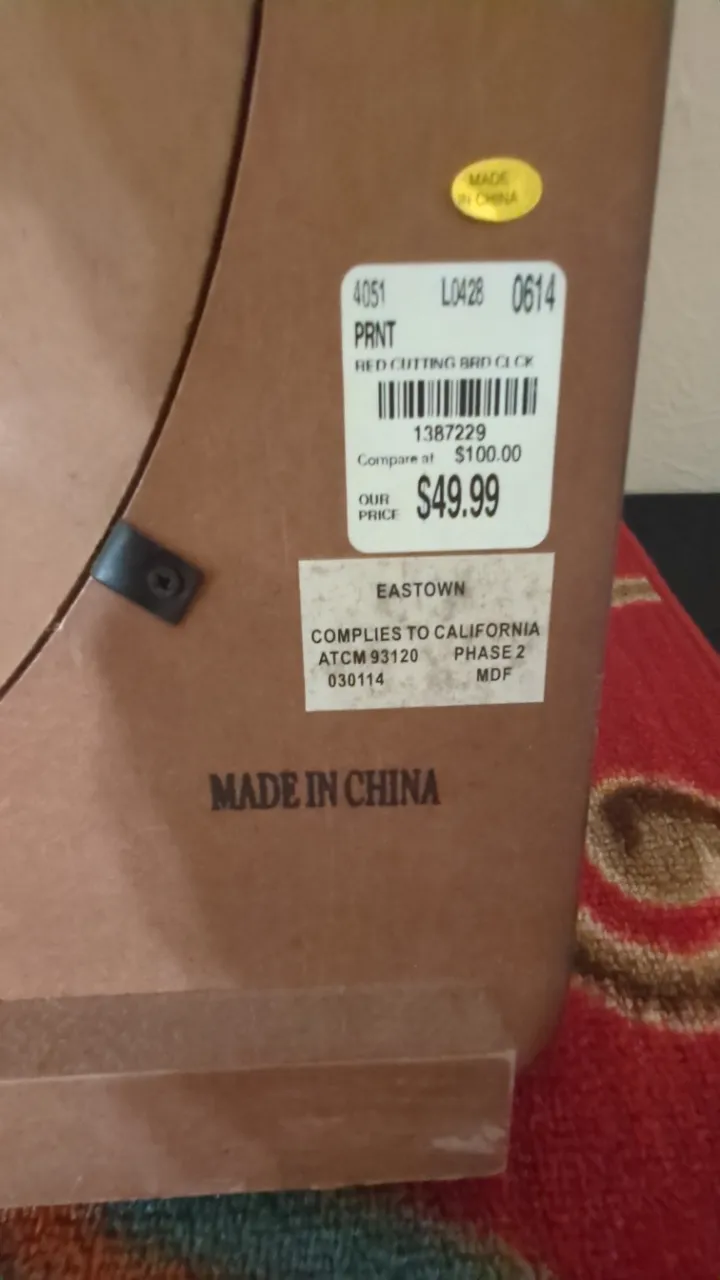 MADE
IN CHINA
4051 L0428 0614
PRNT
RED CUTTING BRD CLCK
1387229
Compare at $100.00
OUR
PRICE $49.99
EASTOWN
COMPLIES TO CALIFORNIA
ATCM 93120 PHASE 2
030114 MDF
MADE IN CHINA